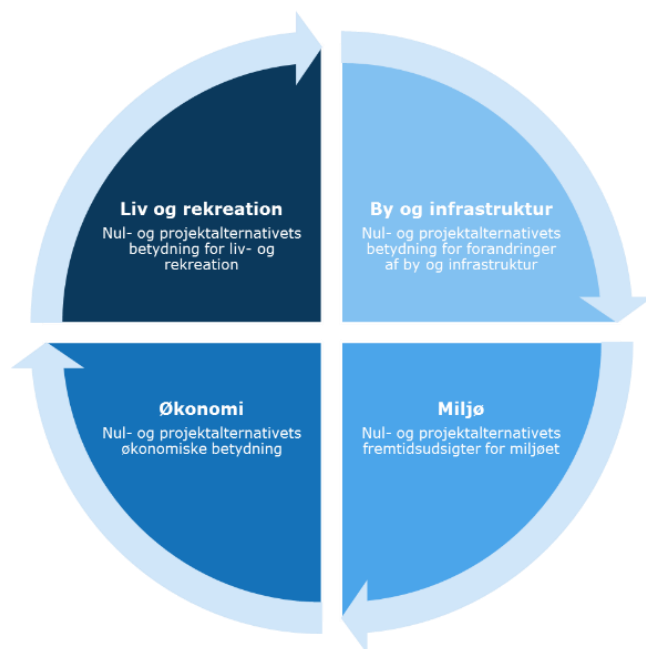 Liv og rekreation
Nul- og projektalternativets
betydning for liv- og
rekreation
By og infrastruktur
Nul- og projektalternativets
betydning for forandringer
af by og infrastruktur
Økonomi
Nul- og projektalternativets
økonomiske betydning
Miljø
Nul- og projektalternativets
fremtidsudsigter for miljøet